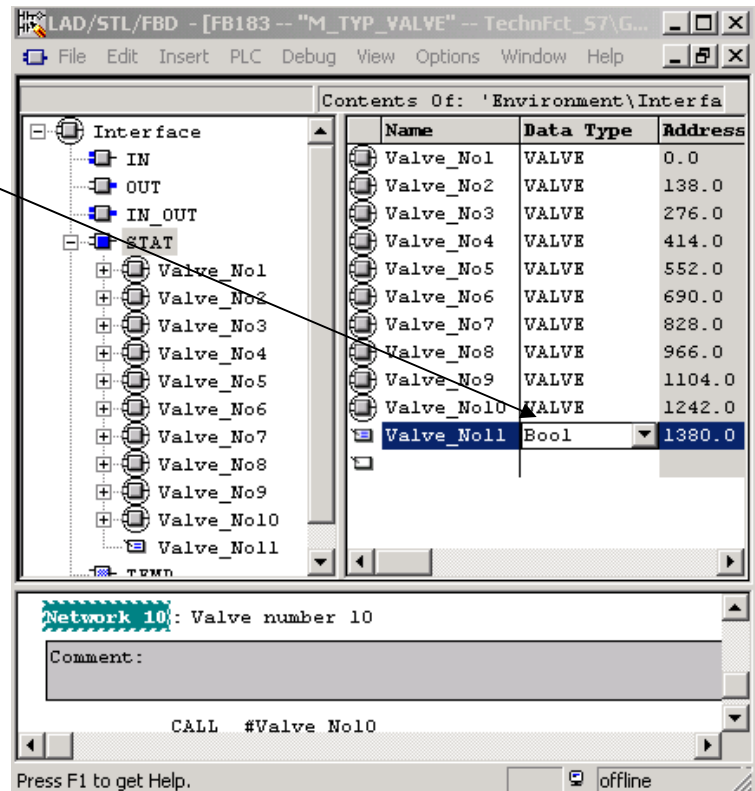 LAD/STL/FBD - [FB183 -- "M_TYP_VALVE" -- TechnFct_S7\G...
File Edit Insert PLC Debug View Options Window Help
Contents Of: 'Environment\Interfa
Interface
IN
OUT
IN_OUT
STAT
Valve_No1
Valve_No2
Valve_No3
Valve_No4
Valve_No5
Valve_No6
Valve_No7
Valve_No8
Valve_No9
Valve_No10
Valve_No11
TEMP
Name Data Type Address
Valve_No1 VALVE 0.0
Valve_No2 VALVE 138.0
Valve_No3 VALVE 276.0
Valve_No4 VALVE 414.0
Valve_No5 VALVE 552.0
Valve_No6 VALVE 690.0
Valve_No7 VALVE 828.0
Valve_No8 VALVE 966.0
Valve_No9 VALVE 1104.0
Valve_No10 VALVE 1242.0
Valve_No11 Bool 1380.0
Network 10: Valve number 10
Comment:
CALL #Valve_No10
Press F1 to get Help.
offline